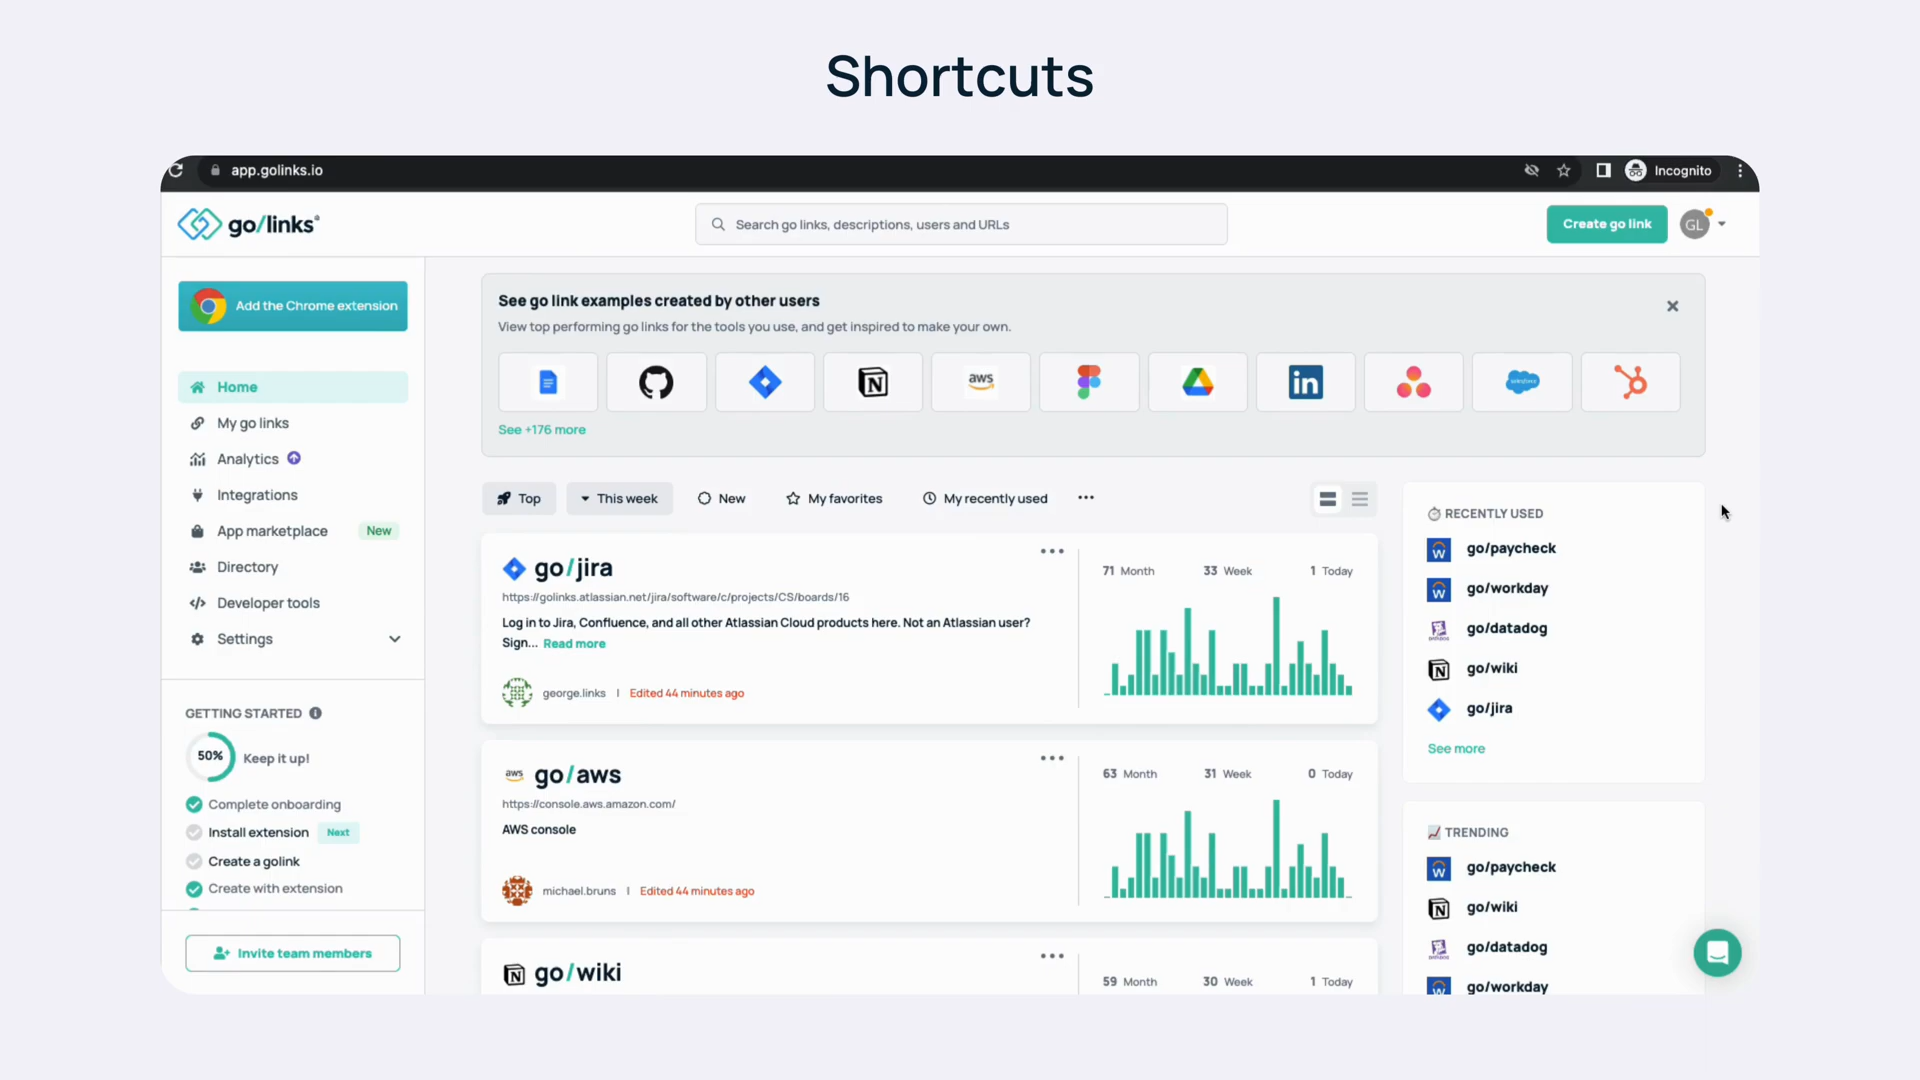 Shortcuts
app.golinks.io
Incognito
go/links®
Search go links, descriptions, users and URLs
Create go link
GL
Add the Chrome extension
Home
My go links
Analytics
Integrations
App marketplace New
Directory
Developer tools
Settings
GETTING STARTED
50% Keep it up!
Complete onboarding
Install extension Next
Create a golink
Create with extension
Invite team members
See go link examples created by other users
View top performing go links for the tools you use, and get inspired to make your own.
aws
See +176 more
Top This week New My favorites My recently used
go/jira
https://golinks.atlassian.net/jira/software/c/projects/CS/boards/16
Log in to Jira, Confluence, and all other Atlassian Cloud products here. Not an Atlassian user?
Sign... Read more
george.links | Edited 44 minutes ago
71 Month 33 Week 1 Today
aws go/aws
https://console.aws.amazon.com/
AWS console
michael.bruns | Edited 44 minutes ago
63 Month 31 Week 0 Today
go/wiki
59 Month 30 Week 1 Today
RECENTLY USED
go/paycheck
go/workday
go/datadog
go/wiki
go/jira
See more
TRENDING
go/paycheck
go/wiki
go/datadog
go/workday